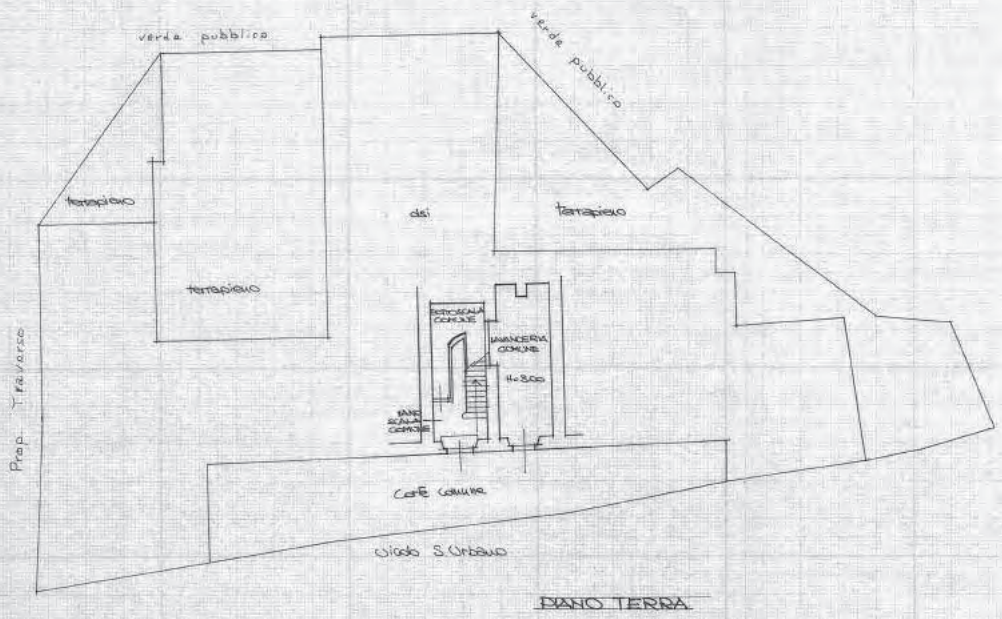 verde pubblico
verde pubblico
terrapieno
dsi
terrapieno
terrapieno
SOTTOSCALA
COMUNE
LAVANDERIA
COMUNE
H=3.00
VANO
SCALA
COMUNE
Prop. Traverso
Corte comune
Vicolo S. Urbano
PIANO TERRA